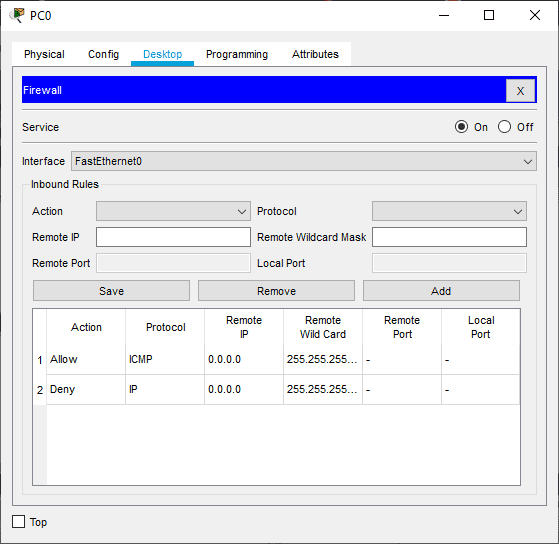 PC0
Physical Config Desktop Programming Attributes
Firewall X
Service On Off
Interface FastEthernet0
Inbound Rules
Action Protocol
Remote IP Remote Wildcard Mask
Remote Port Local Port
Save Remove Add
Action Protocol Remote IP Remote Wild Card Remote Port Local Port
1 Allow ICMP 0.0.0.0 255.255.255... - -
2 Deny IP 0.0.0.0 255.255.255... - -
Top